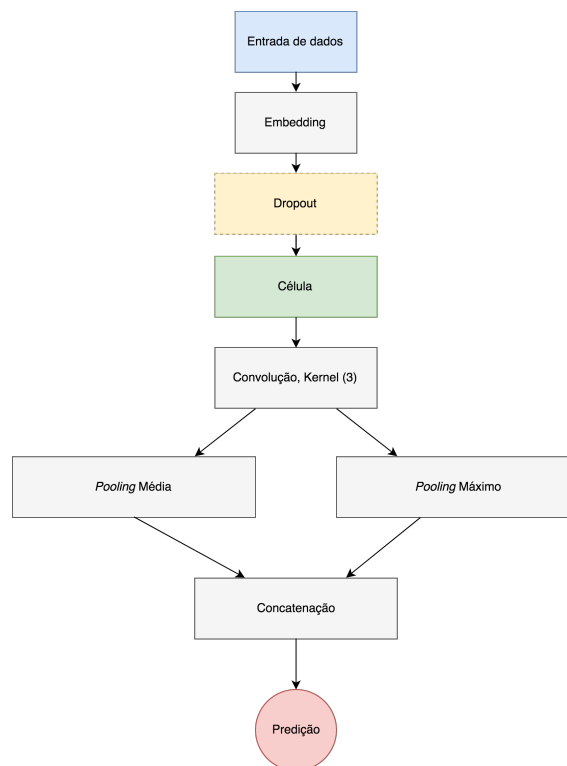 Entrada de dados
Embedding
Dropout
Célula
Convolução, Kernel (3)
Pooling Média
Pooling Máximo
Concatenação
Predição